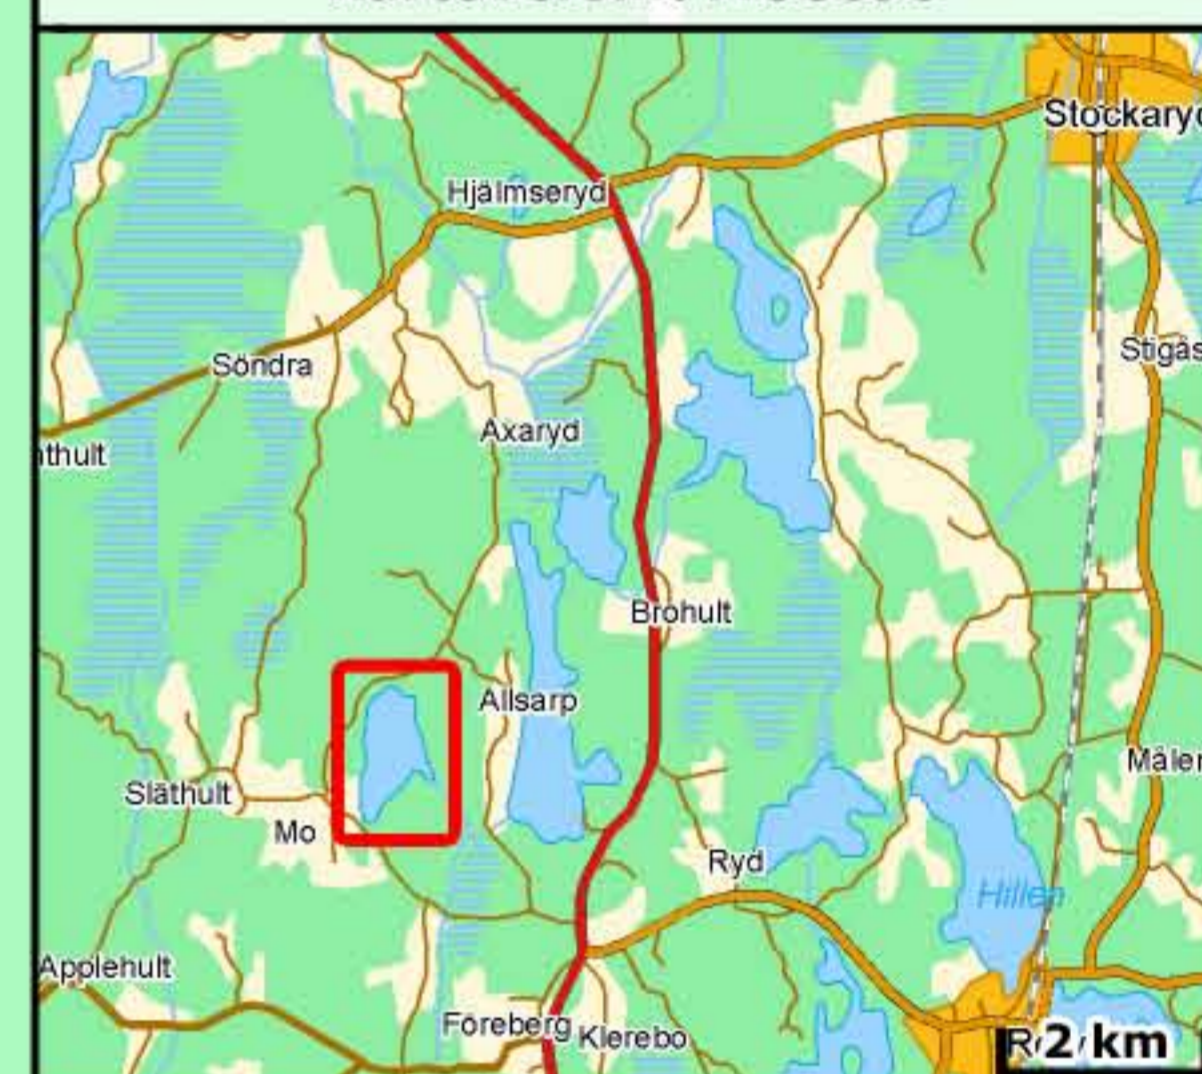 Stockaryd
Hjälmseryd
Stigås
Söndra
Axaryd
thult
Brohult
Allsarp
Målen
Släthult
Mo
Ryd
Hillen
Applehult
Föreberg
Klerebo
2 km